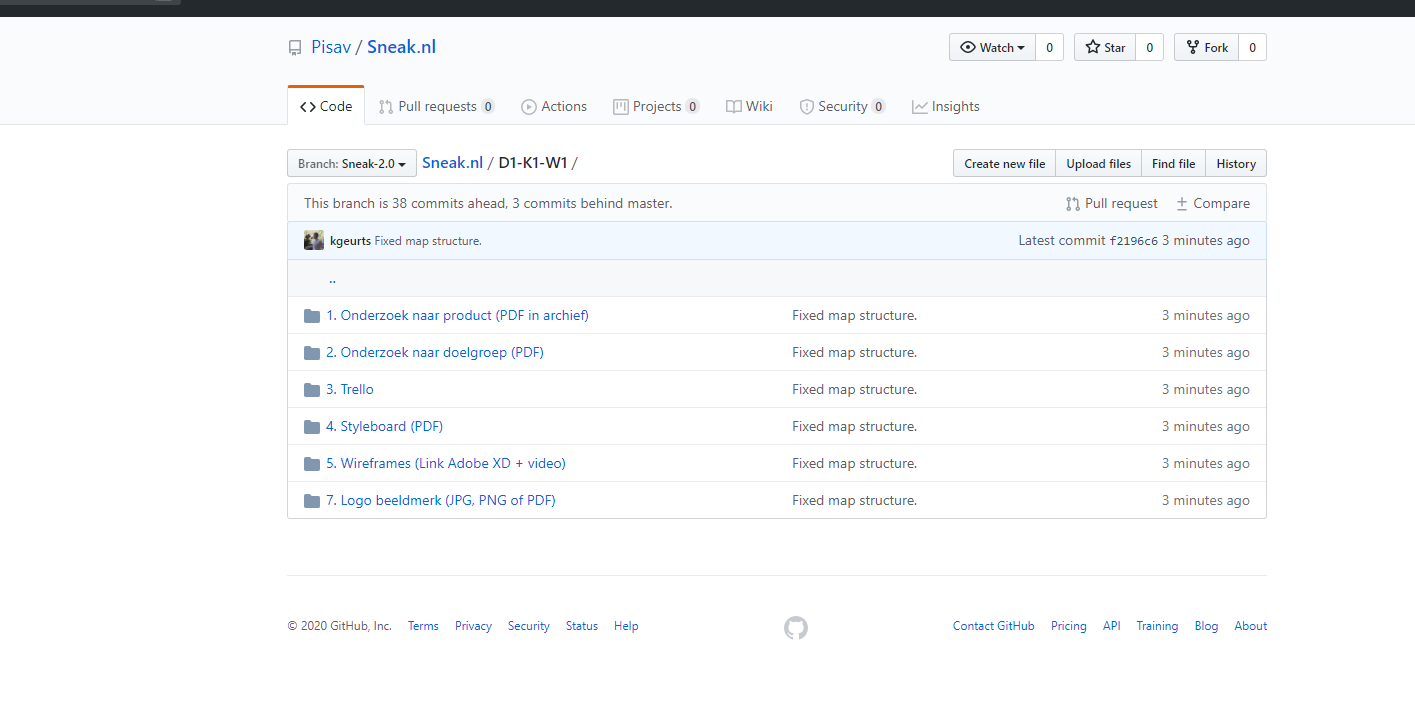 Pisav / Sneak.nl
Watch 0 Star 0 Fork 0
Code Pull requests 0 Actions Projects 0 Wiki Security 0 Insights
Branch: Sneak-2.0 Sneak.nl / D1-K1-W1 / Create new file Upload files Find file History
This branch is 38 commits ahead, 3 commits behind master. Pull request Compare
kgeurts Fixed map structure. Latest commit f2196c6 3 minutes ago
..
1. Onderzoek naar product (PDF in archief) Fixed map structure. 3 minutes ago
2. Onderzoek naar doelgroep (PDF) Fixed map structure. 3 minutes ago
3. Trello Fixed map structure. 3 minutes ago
4. Styleboard (PDF) Fixed map structure. 3 minutes ago
5. Wireframes (Link Adobe XD + video) Fixed map structure. 3 minutes ago
7. Logo beeldmerk (JPG, PNG of PDF) Fixed map structure. 3 minutes ago
© 2020 GitHub, Inc. Terms Privacy Security Status Help Contact GitHub Pricing API Training Blog About